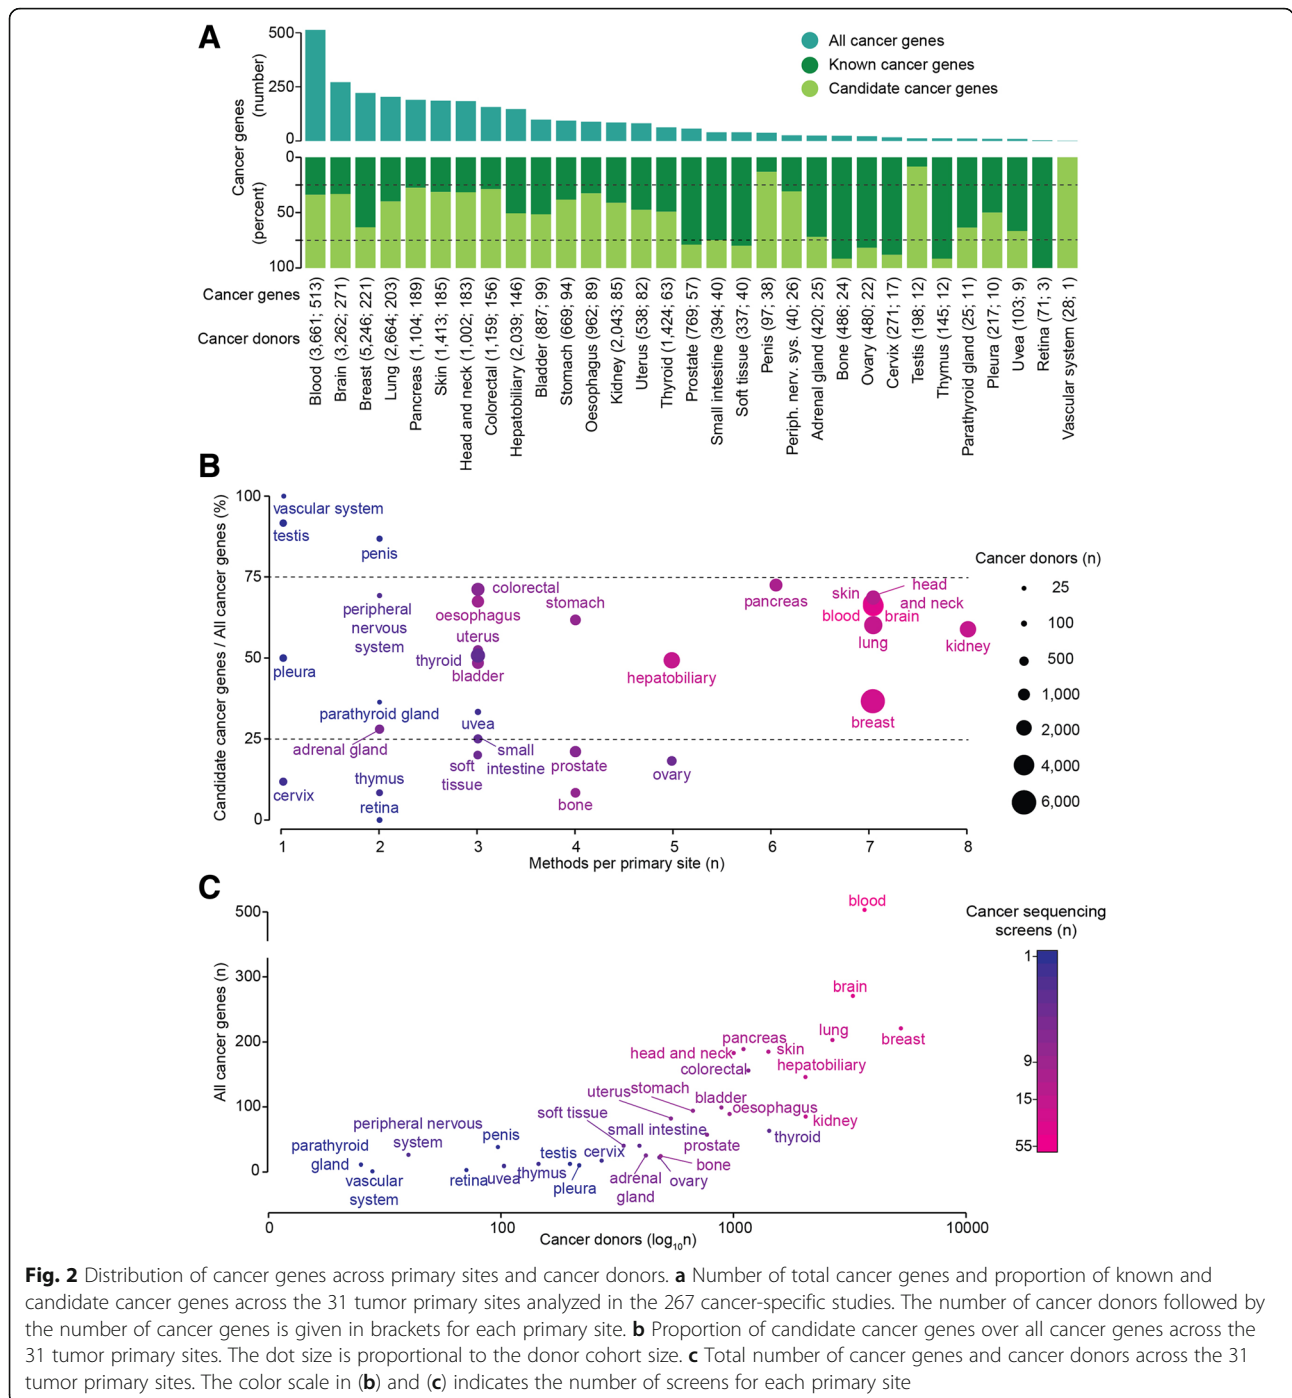 A
500
250
0
Cancer genes
(number)
All cancer genes
Known cancer genes
Candidate cancer genes
0
50
100
(percent)
Cancer genes
Cancer donors
Blood (3,661; 513)
Brain (3,262; 271)
Breast (5,246; 221)
Lung (2,664; 203)
Pancreas (1,104; 189)
Skin (1,413; 185)
Head and neck (1,002; 183)
Colorectal (1,159; 156)
Hepatobiliary (2,039; 146)
Bladder (887; 99)
Stomach (669; 94)
Oesophagus (962; 89)
Kidney (2,043; 85)
Uterus (538; 82)
Thyroid (1,424; 63)
Prostate (769; 57)
Small intestine (394; 40)
Soft tissue (337; 40)
Penis (97; 38)
Periph. nerv. sys. (40; 26)
Adrenal gland (420; 25)
Bone (486; 24)
Ovary (480; 22)
Cervix (271; 17)
Testis (198; 12)
Thymus (145; 12)
Parathyroid gland (25; 11)
Pleura (217; 10)
Uvea (103; 9)
Retina (71; 3)
Vascular system (28; 1)
B
Candidate cancer genes / All cancer genes (%)
100
75
50
25
0
vascular system
testis
penis
peripheral
nervous
system
pleura
parathyroid gland
adrenal gland
thymus
cervix
retina
colorectal
oesophagus
uterus
thyroid
bladder
uvea
small
intestine
soft
tissue
stomach
prostate
bone
hepatobiliary
ovary
pancreas
skin
head
and neck
blood
brain
lung
breast
kidney
1
2
3
4
5
6
7
8
Methods per primary site (n)
Cancer donors (n)
25
100
500
1,000
2,000
4,000
6,000
C
All cancer genes (n)
500
300
200
100
0
blood
brain
lung
breast
pancreas
head and neck
skin
colorectal
hepatobiliary
uterus
stomach
bladder
oesophagus
kidney
soft tissue
small intestine
thyroid
prostate
peripheral nervous
system
penis
parathyroid
gland
testis
cervix
vascular
system
retina
uvea
thymus
pleura
adrenal
gland
bone
ovary
0
100
1000
10000
Cancer donors (log10n)
Cancer sequencing
screens (n)
1
9
15
55
Fig. 2 Distribution of cancer genes across primary sites and cancer donors. a Number of total cancer genes and proportion of known and
candidate cancer genes across the 31 tumor primary sites analyzed in the 267 cancer-specific studies. The number of cancer donors followed by
the number of cancer genes is given in brackets for each primary site. b Proportion of candidate cancer genes over all cancer genes across the
31 tumor primary sites. The dot size is proportional to the donor cohort size. c Total number of cancer genes and cancer donors across the 31
tumor primary sites. The color scale in (b) and (c) indicates the number of screens for each primary site